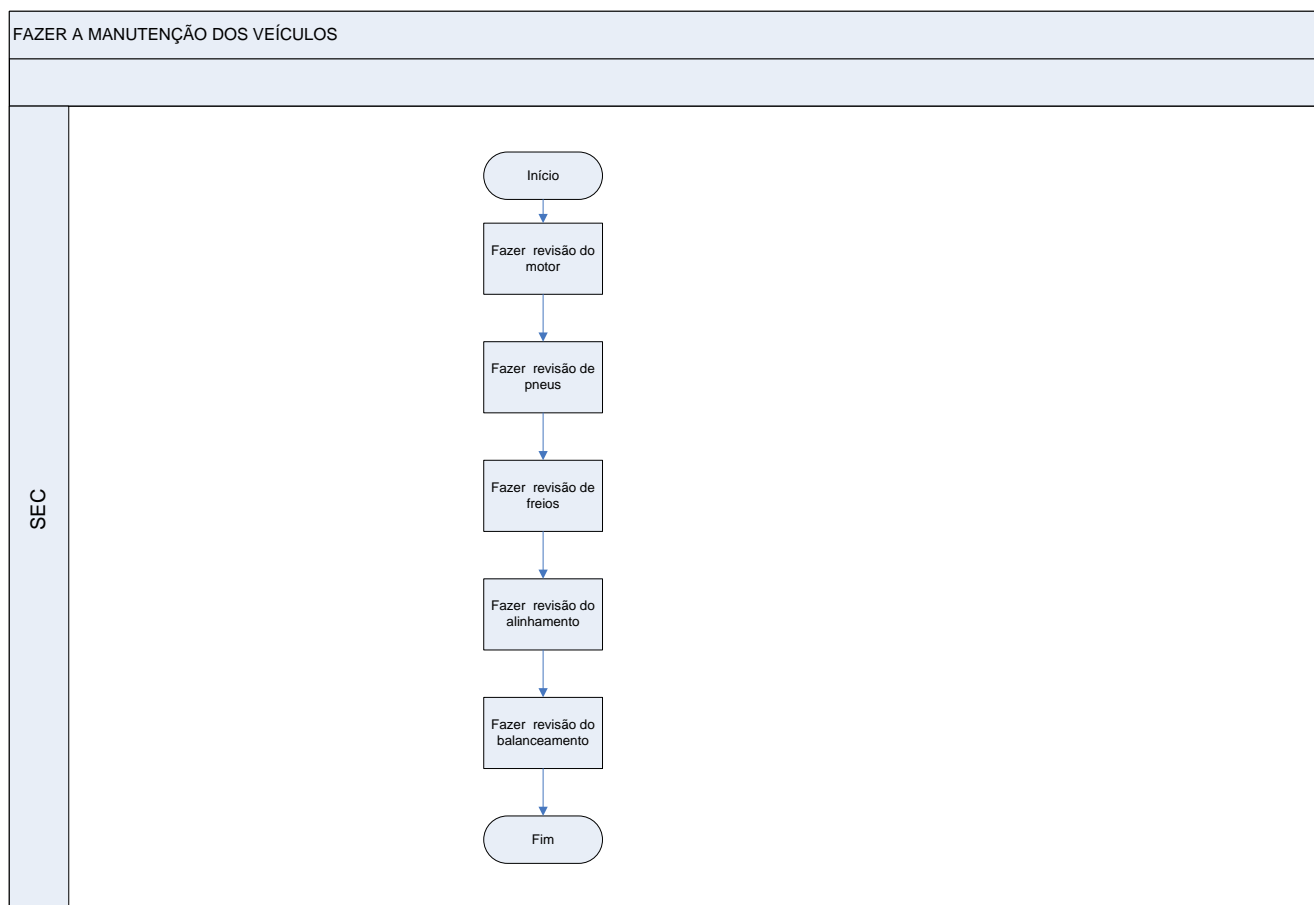 FAZER A MANUTENÇÃO DOS VEÍCULOS
SEC
Início
Fazer revisão do
motor
Fazer revisão de
pneus
Fazer revisão de
freios
Fazer revisão do
alinhamento
Fazer revisão do
balanceamento
Fim